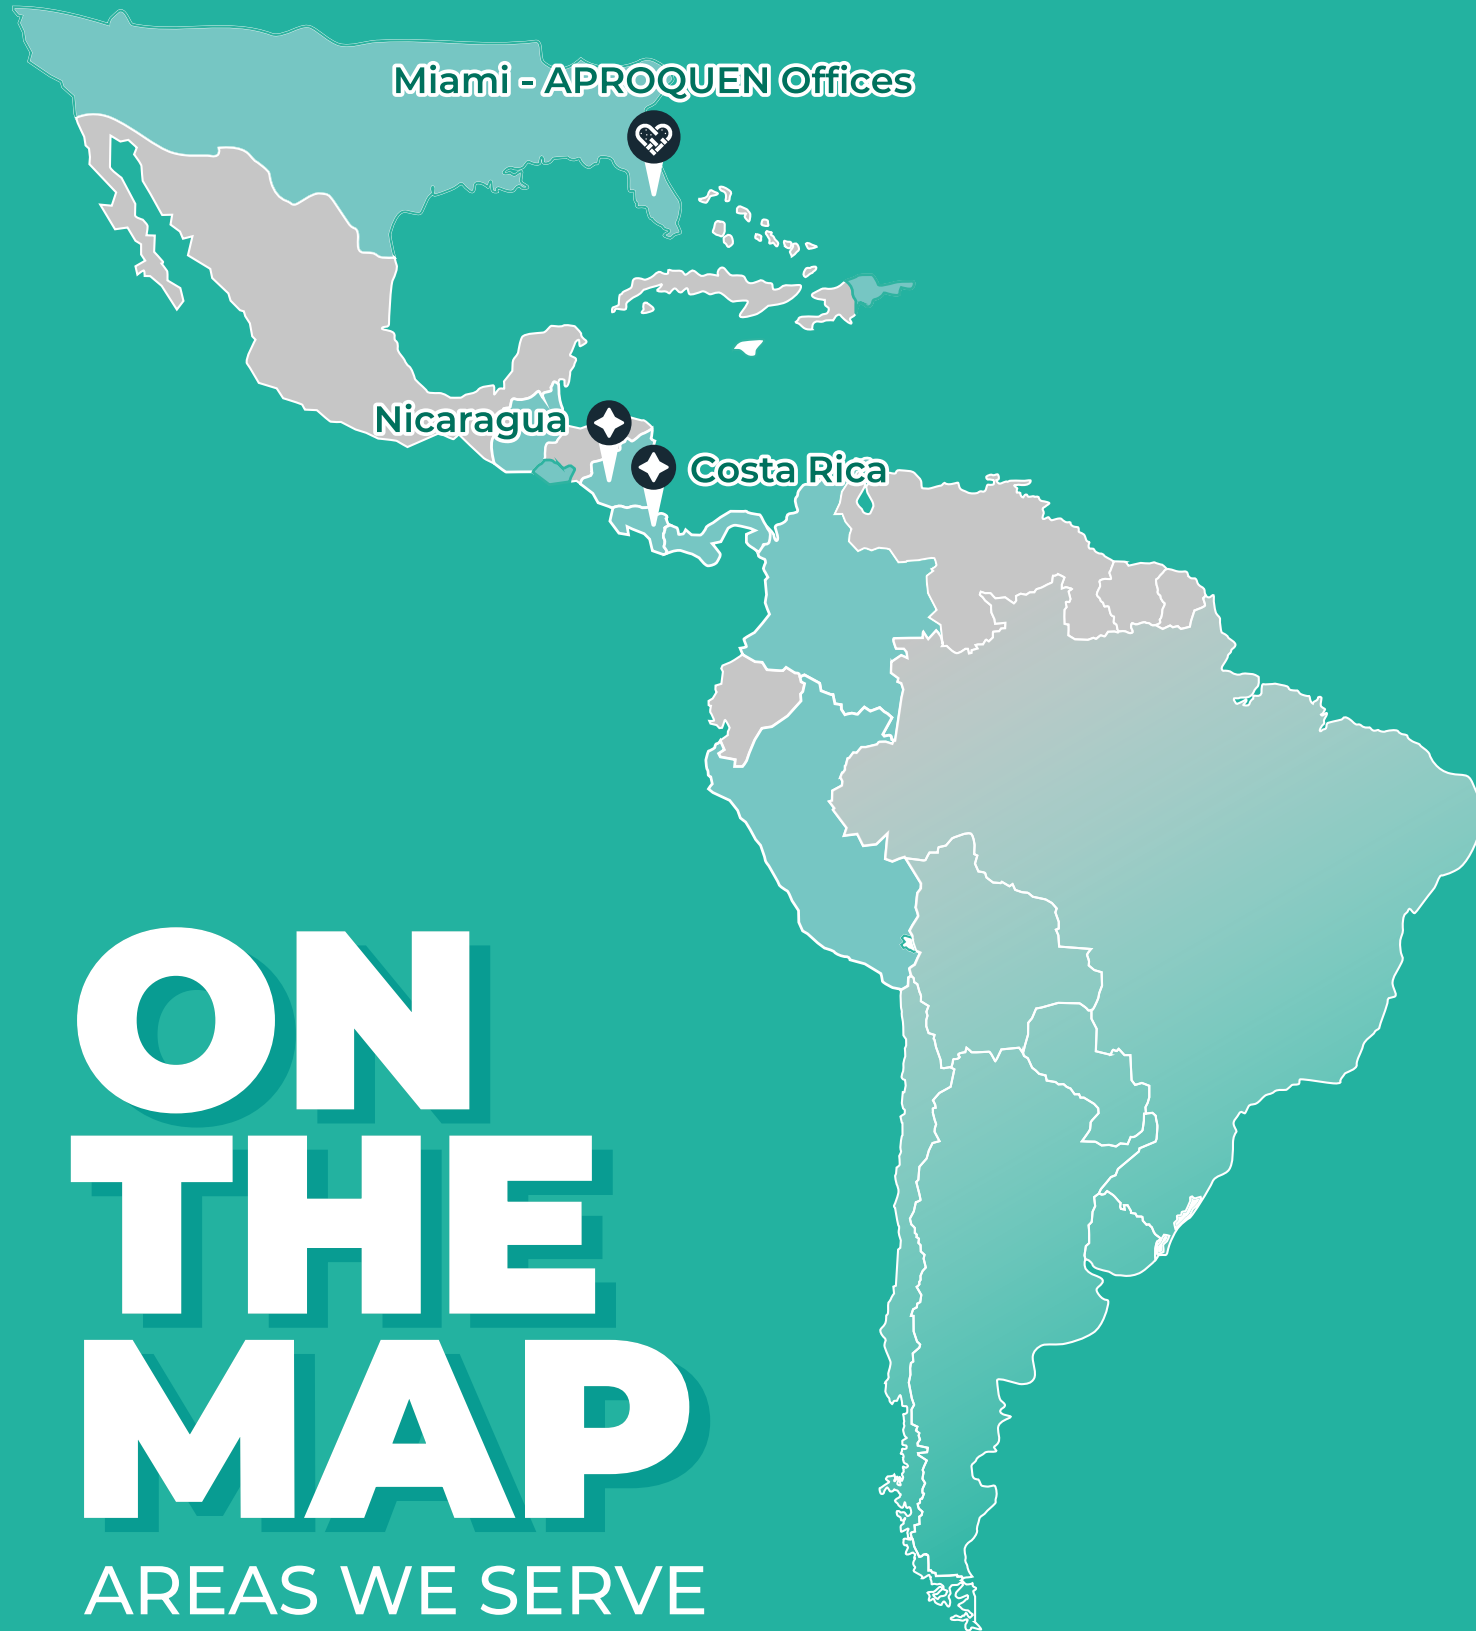 Miami - APROQUEN Offices
Nicaragua
Costa Rica
ON
THE
MAP
AREAS WE SERVE